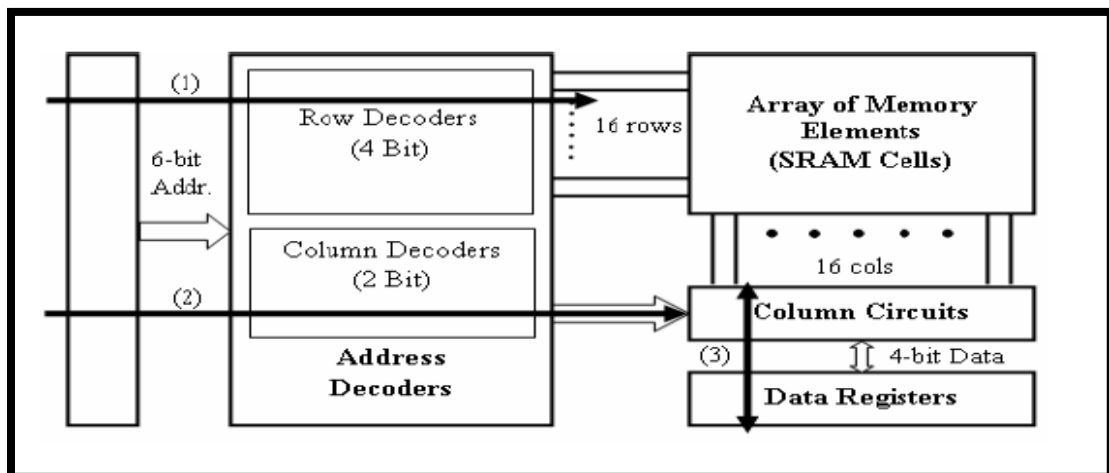 (1)
6-bit
Addr.
(2)
Row Decoders
(4 Bit)
Column Decoders
(2 Bit)
Address
Decoders
16 rows
Array of Memory
Elements
(SRAM Cells)
16 cols
Column Circuits
(3)
4-bit Data
Data Registers